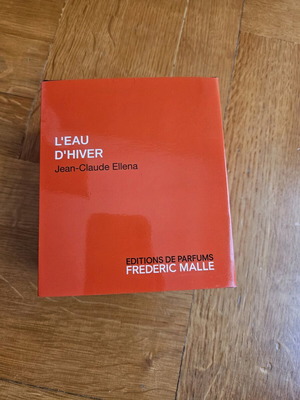 L'EAU
D'HIVER
Jean-Claude Ellena
EDITIONS DE PARFUMS
FREDERIC MALLE